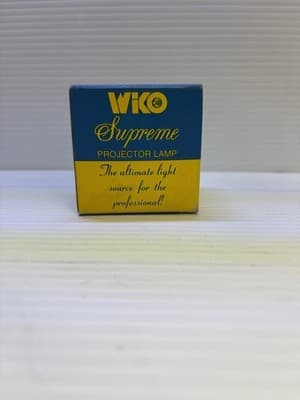 WIKO
Supreme
PROJECTOR LAMP
The ultimate light
source for the
professional!